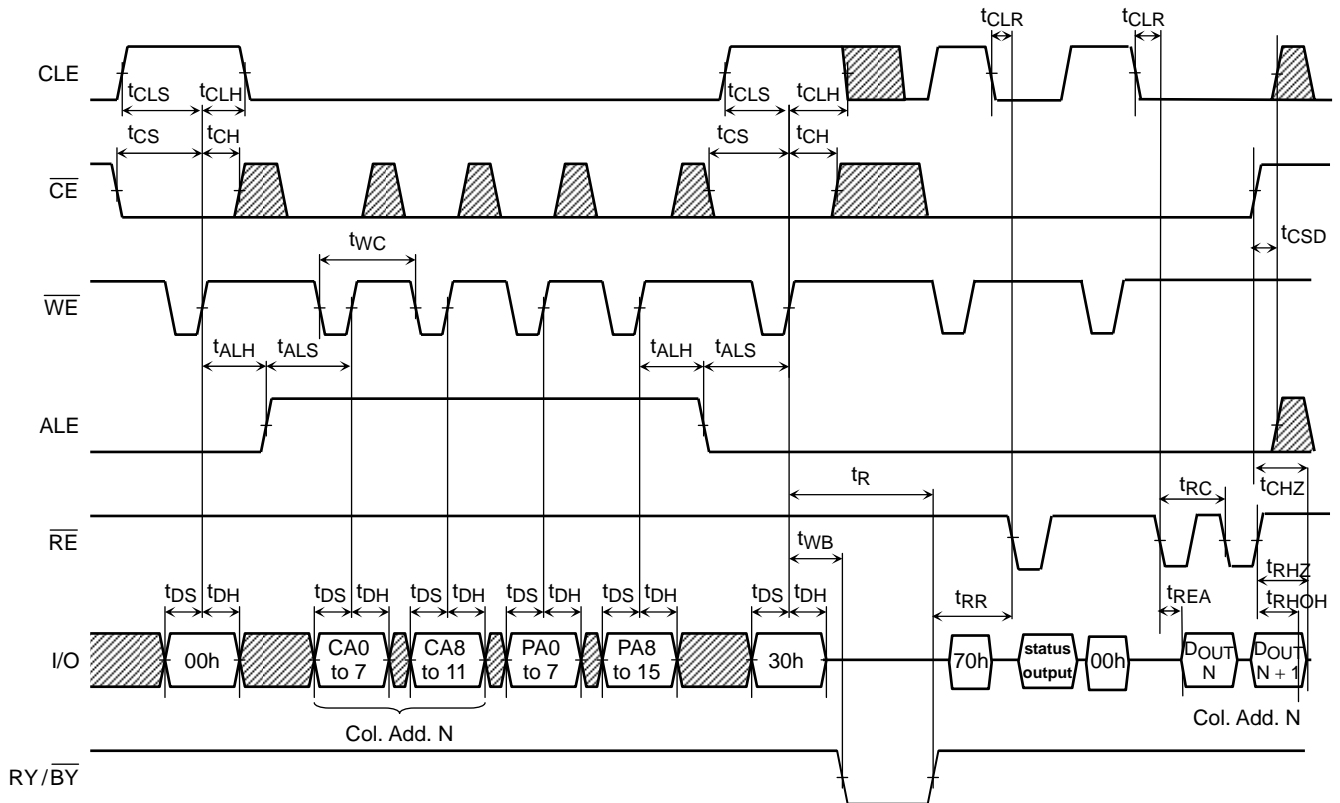 tCLR tCLR
CLE
tCLS tCLH tCLS tCLH
tCS tCH tCS tCH
CE
tWC tCSD
WE
tALH tALS tALH tALS
ALE
tR tRC tCHZ
RE
tWB
tDS tDH tDS tDH tDS tDH tDS tDH tDS tDH tDS tDH tRR tREA tRHZ
tRHOH
I/O 00h CA0 to 7 CA8 to 11 PA0 to 7 PA8 to 15 30h 70h status output 00h DOUT N DOUT N + 1
Col. Add. N Col. Add. N
RY/BY